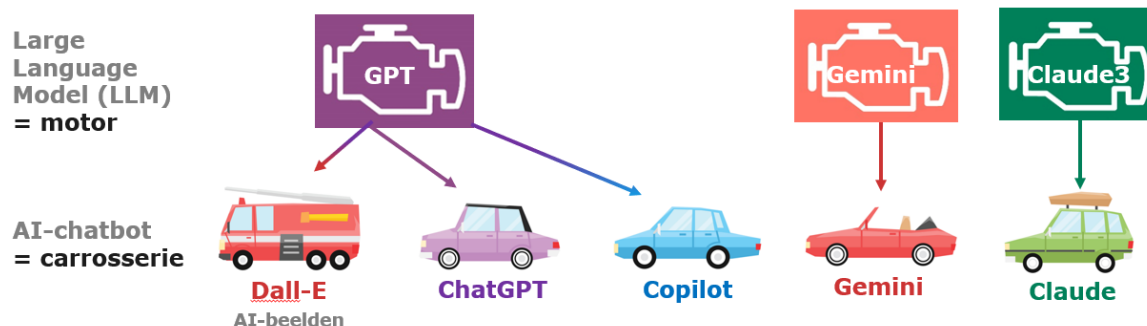 Large
Language
Model (LLM)
= motor
GPT
Gemini
Claude3
AI-chatbot
= carrosserie
Dall-E
ChatGPT
Copilot
Gemini
Claude
AI-beelden